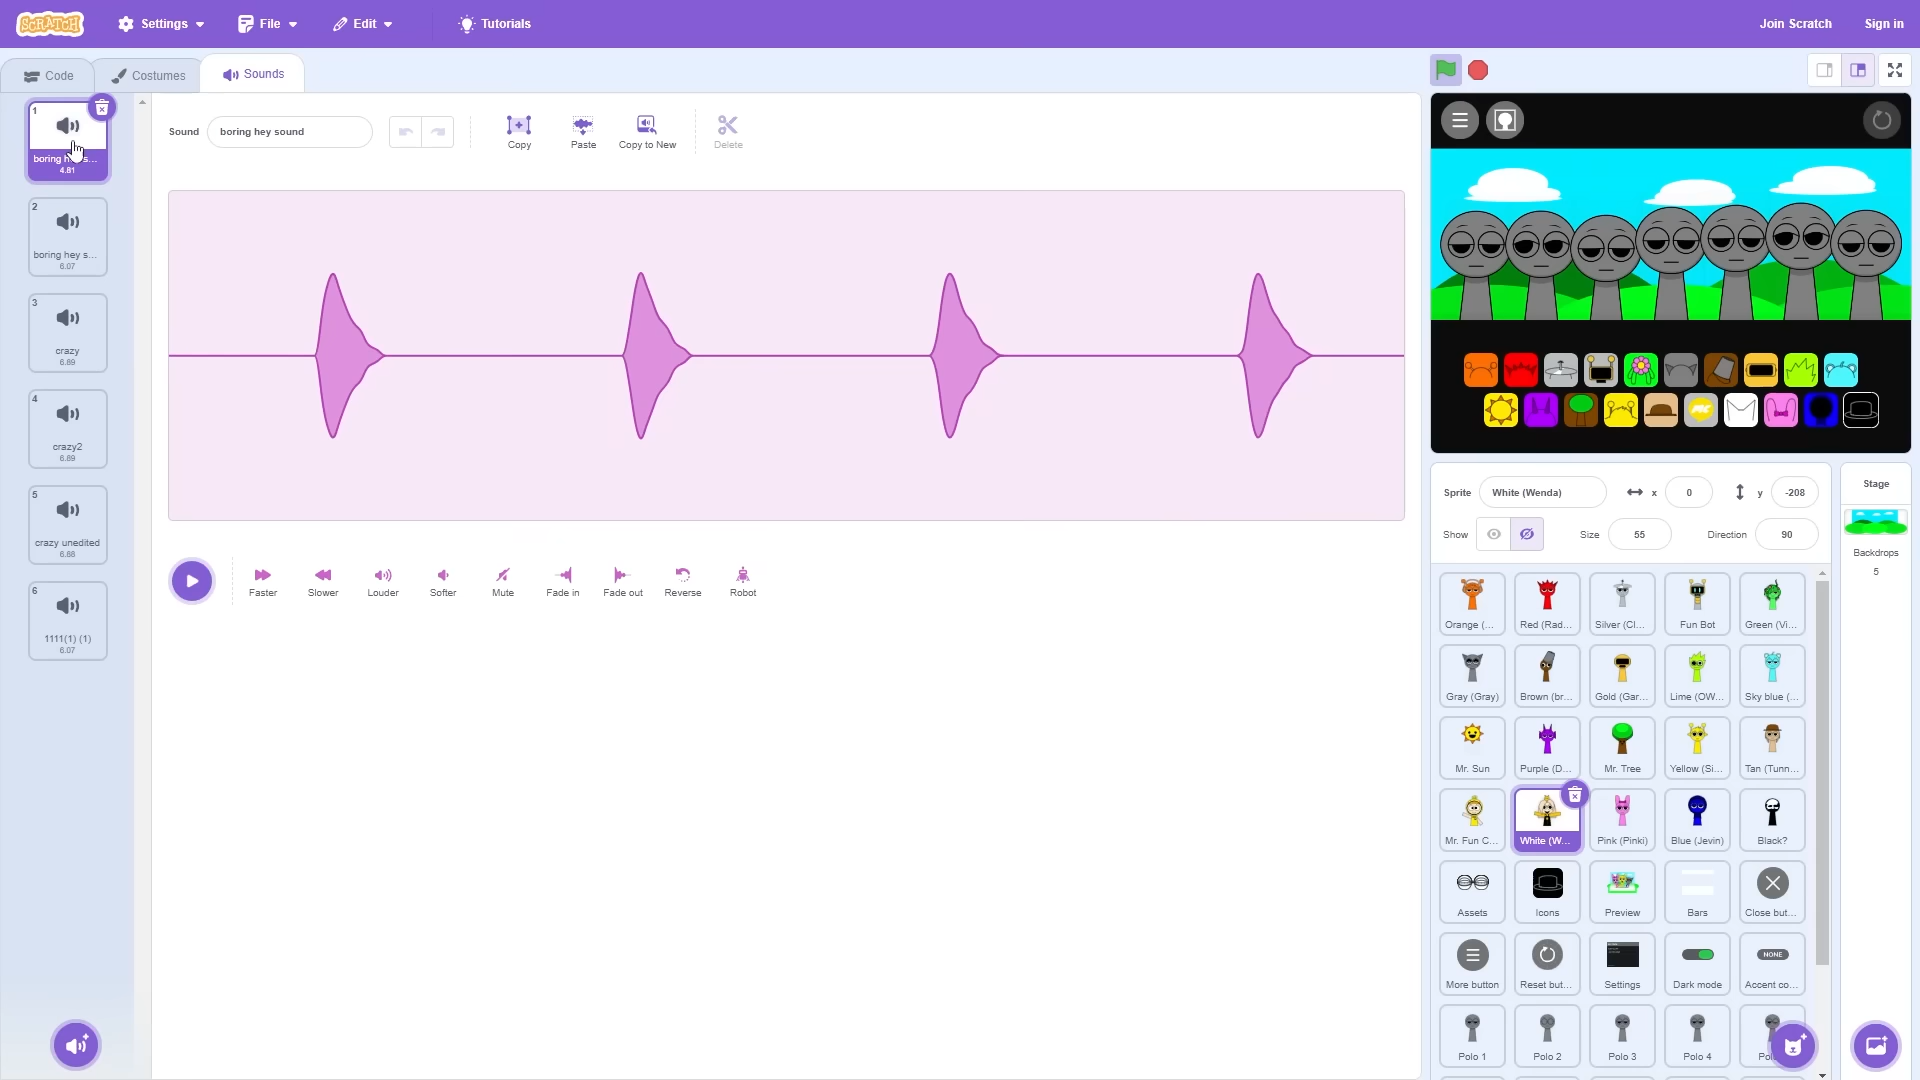 SCRATCH
Settings
File
Edit
Tutorials
Join Scratch
Sign in
Code
Costumes
Sounds
1
boring h s...
4.81
2
boring hey s...
6.07
3
crazy
6.69
4
crazy2
6.69
5
crazy unedited
6.68
6
1111(1) (1)
6.07
Sound
boring hey sound
Copy
Paste
Copy to New
Delete
Faster
Slower
Louder
Softer
Mute
Fade in
Fade out
Reverse
Robot
Sprite
White (Wenda)
x
0
y
-208
Show
Size
55
Direction
90
Stage
Backdrops
5
Orange (...
Red (Rad...
Silver (Cl...
Fun Bot
Green (Vi...
Gray (Gray)
Brown (br...
Gold (Gar...
Lime (OW...
Sky blue (...
Mr. Sun
Purple (D...
Mr. Tree
Yellow (Si...
Tan (Tunn...
Mr. Fun C...
White (W...
Pink (Pinki)
Blue (Jevin)
Black?
Assets
Icons
Preview
Bars
Close but...
More button
Reset but...
Settings
Dark mode
NONE
Accent co...
Polo 1
Polo 2
Polo 3
Polo 4